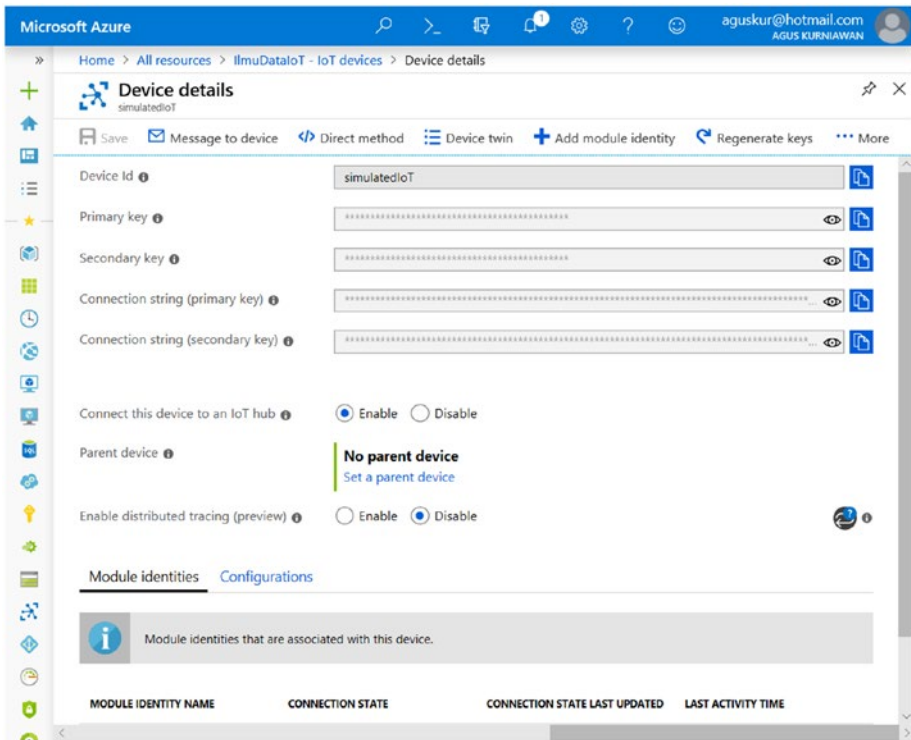 Microsoft Azure
1
aguskur@hotmail.com
AGUS KURNIAWAN
Home > All resources > IlmuDataIoT - IoT devices > Device details
Device details
simulatedIoT
Save Message to device Direct method Device twin Add module identity Regenerate keys ••• More
Device Id simulatedIoT
Primary key
Secondary key
Connection string (primary key)
Connection string (secondary key)
Connect this device to an IoT hub Enable Disable
Parent device No parent device
Set a parent device
Enable distributed tracing (preview) Enable Disable
Module identities Configurations
Module identities that are associated with this device.
MODULE IDENTITY NAME CONNECTION STATE CONNECTION STATE LAST UPDATED LAST ACTIVITY TIME